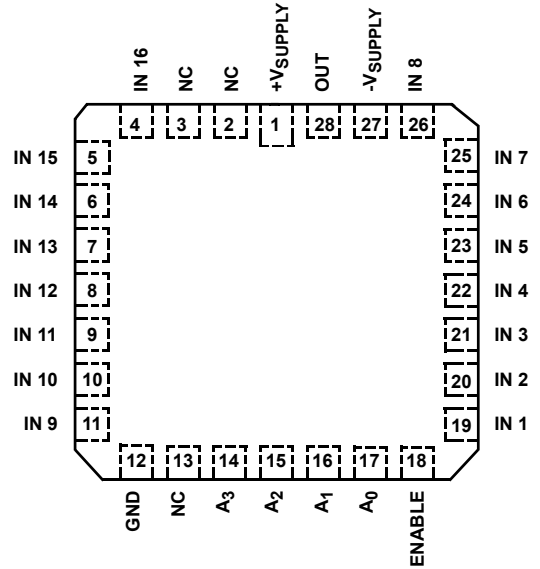 IN 16 NC NC +VSUPPLY OUT -VSUPPLY IN 8
4 3 2 1 28 27 26
IN 15 5 25 IN 7
IN 14 6 24 IN 6
IN 13 7 23 IN 5
IN 12 8 22 IN 4
IN 11 9 21 IN 3
IN 10 10 20 IN 2
IN 9 11 19 IN 1
12 13 14 15 16 17 18
GND NC A3 A2 A1 A0 ENABLE